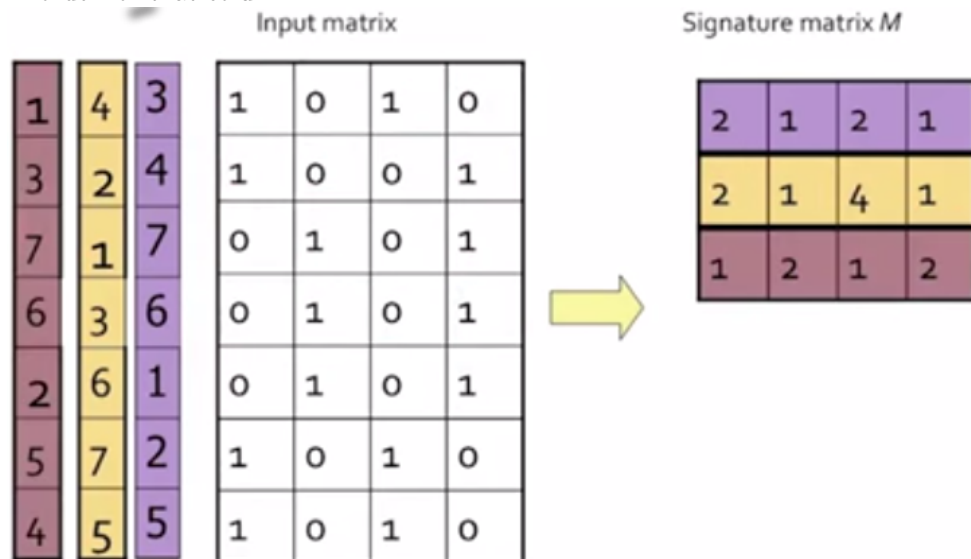 Input matrix
Signature matrix M
1 4 3 1 0 1 0
3 2 4 1 0 0 1
7 1 7 0 1 0 1
6 3 6 0 1 0 1
2 6 1 0 1 0 1
5 7 2 1 0 1 0
4 5 5 1 0 1 0
2 1 2 1
2 1 4 1
1 2 1 2